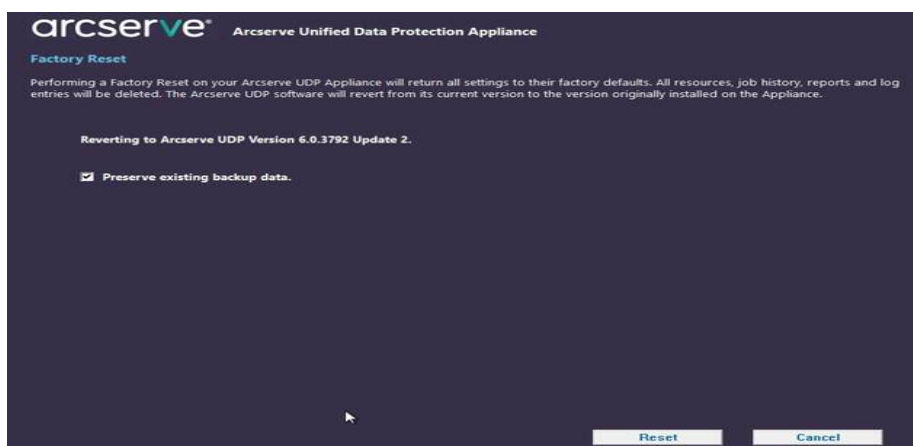 arcserve® Arcserve Unified Data Protection Appliance
Factory Reset
Performing a Factory Reset on your Arcserve UDP Appliance will return all settings to their factory defaults. All resources, job history, reports and log
entries will be deleted. The Arcserve UDP software will revert from its current version to the version originally installed on the Appliance.
Reverting to Arcserve UDP Version 6.0.3792 Update 2.
Preserve existing backup data.
Reset Cancel